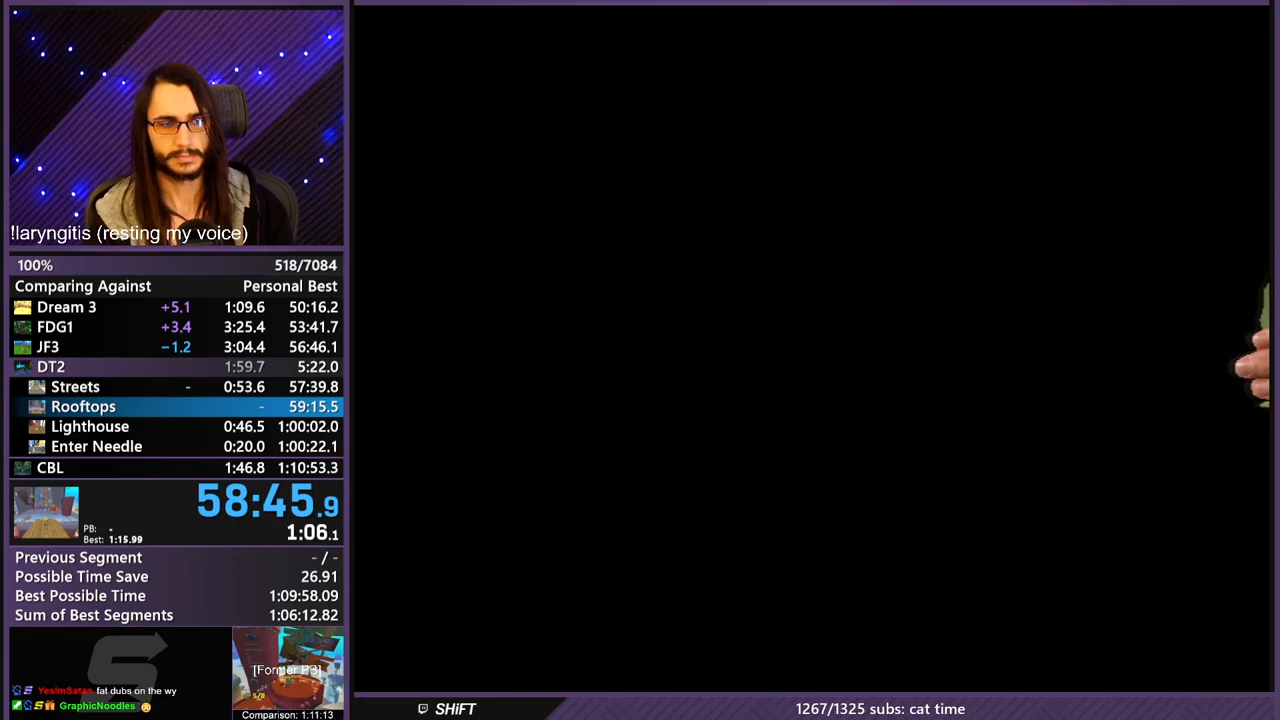 !laryngitis (resting my voice)
100% 518/7084
Comparing Against Personal Best
Dream 3 +5.1 1:09.6 50:16.2
FDG1 +3.4 3:25.4 53:41.7
JF3 −1.2 3:04.4 56:46.1
DT2 1:59.7 5:22.0
Streets - 0:53.6 57:39.8
Rooftops - 59:15.5
Lighthouse 0:46.5 1:00:02.0
Enter Needle 0:20.0 1:00:22.1
CBL 1:46.8 1:10:53.3
58:45.9
PB: -
Best: 1:15.99 1:06.1
Previous Segment - / -
Possible Time Save 26.91
Best Possible Time 1:09:58.09
Sum of Best Segments 1:06:12.82
[Former PB]
YesImSatan fat dubs on the wy
GraphicNoodles
Comparison: 1:11:13
SHiFT
1267/1325 subs: cat time